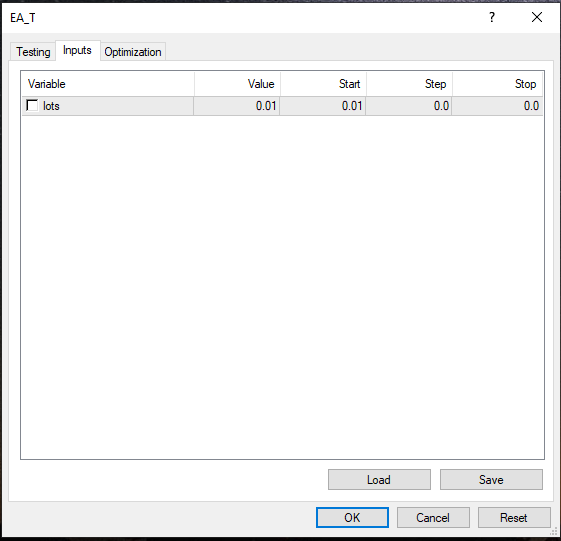 EA_T ?
Testing Inputs Optimization
Variable Value Start Step Stop
lots 0.01 0.01 0.0 0.0
Load Save
OK Cancel Reset